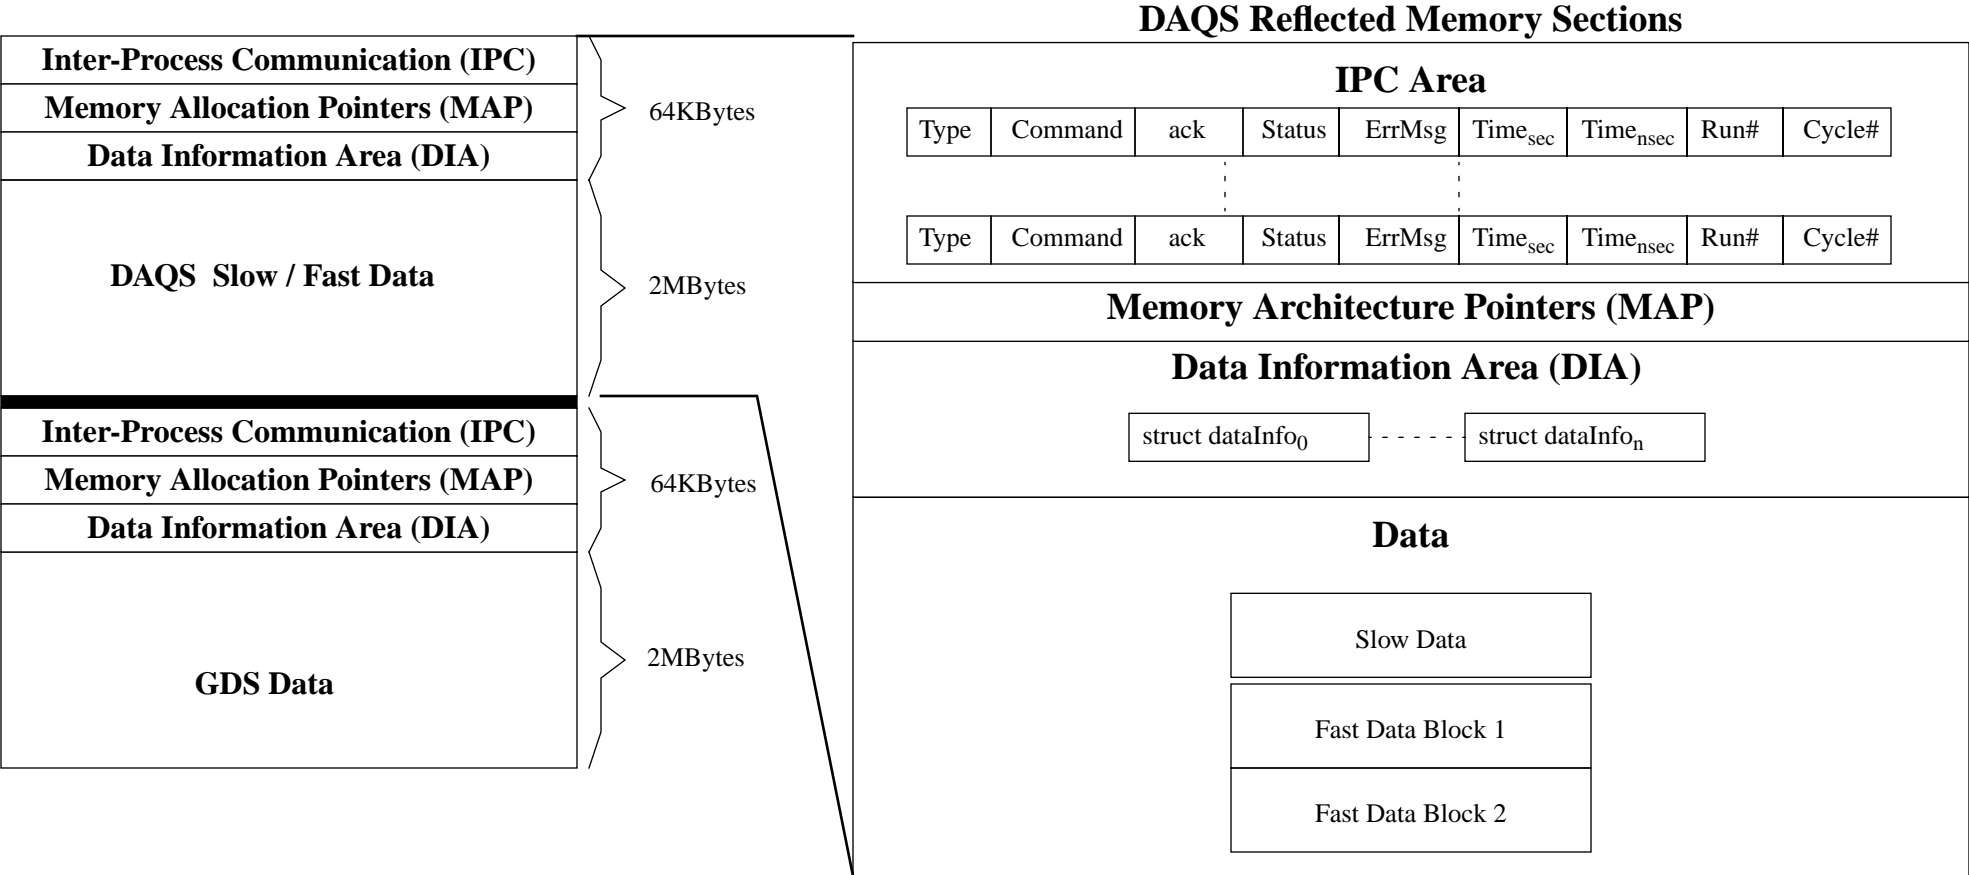 DAQS Reflected Memory Sections
Inter-Process Communication (IPC)
Memory Allocation Pointers (MAP)
Data Information Area (DIA)
64KBytes
DAQS Slow / Fast Data
2MBytes
Inter-Process Communication (IPC)
Memory Allocation Pointers (MAP)
Data Information Area (DIA)
64KBytes
GDS Data
2MBytes
IPC Area
Type Command ack Status ErrMsg Timesec Timensec Run# Cycle#
Type Command ack Status ErrMsg Timesec Timensec Run# Cycle#
Memory Architecture Pointers (MAP)
Data Information Area (DIA)
struct dataInfo0 struct dataInfon
Data
Slow Data
Fast Data Block 1
Fast Data Block 2